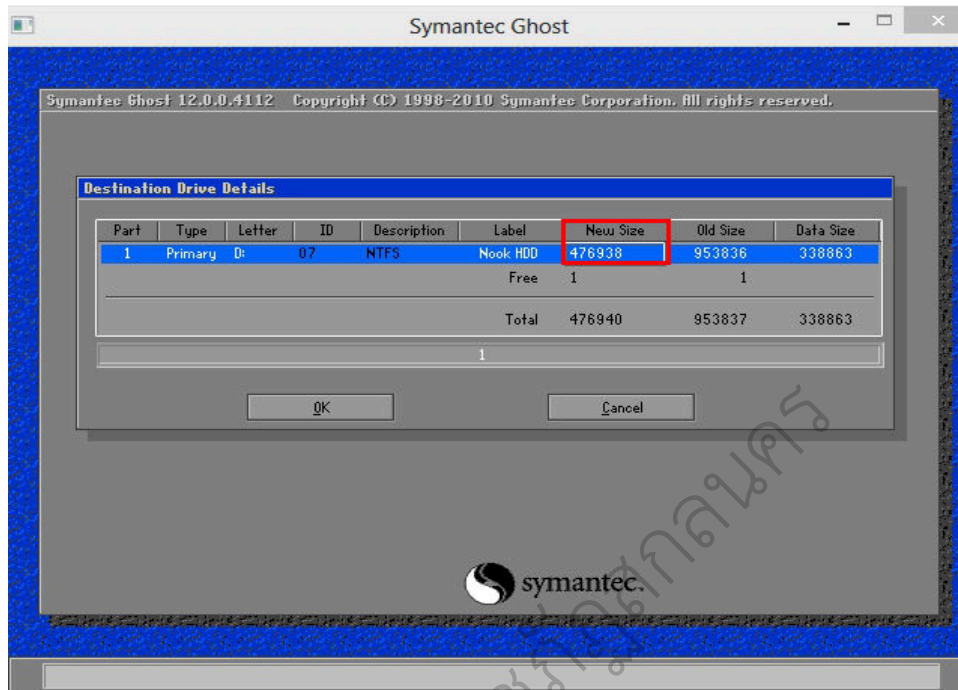 Symantec Ghost
Symantec Ghost 12.0.0.4112 Copyright (C) 1998-2010 Symantec Corporation. All rights reserved.
Destination Drive Details
Part Type Letter ID Description Label New Size Old Size Data Size
1 Primary D: 07 NTFS Nook HDD 476938 953836 338863
Free 1 1
Total 476940 953837 338863
1
OK Cancel
symantec.